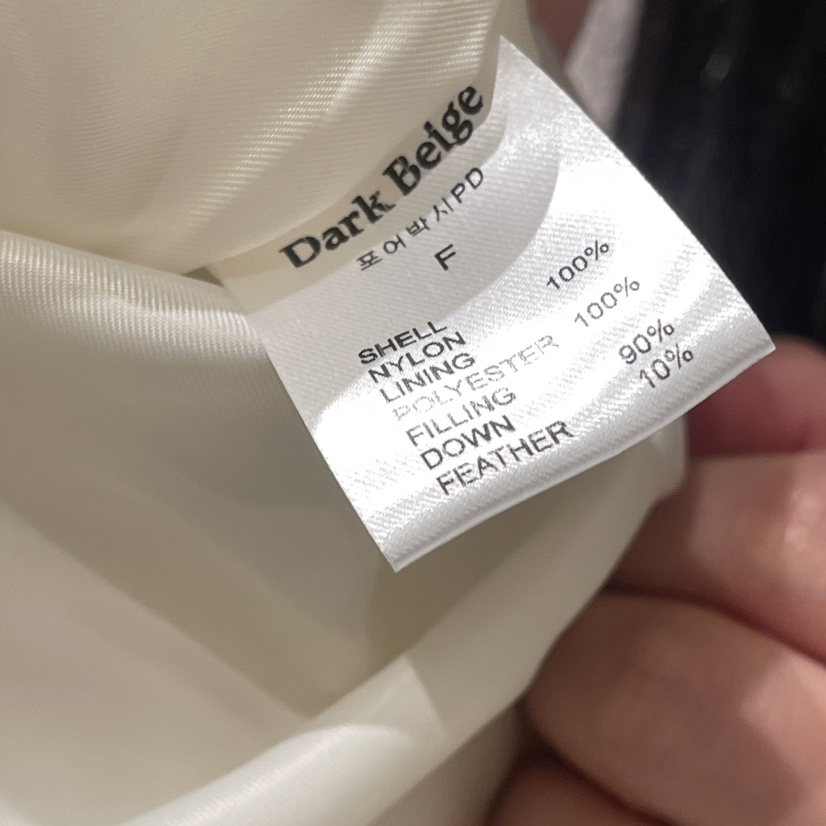 Dark Beige
포어박시PD
F
SHELL
NYLON 100%
LINING
POLYESTER 100%
FILLING
DOWN 90%
FEATHER 10%